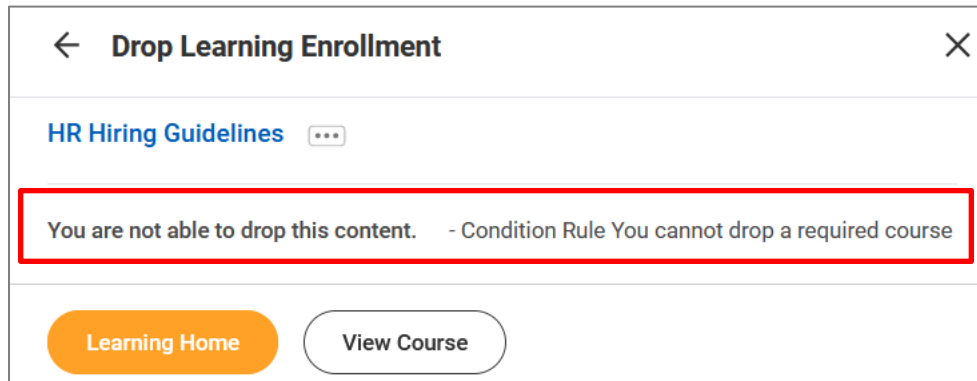 Drop Learning Enrollment
HR Hiring Guidelines
You are not able to drop this content. - Condition Rule You cannot drop a required course
Learning Home
View Course